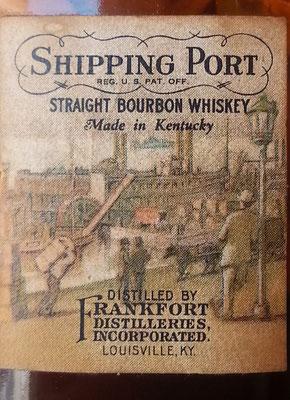 SHIPPING PORT
REG. U.S. PAT. OFF.
STRAIGHT BOURBON WHISKEY
Made in Kentucky
DISTILLED BY
FRANKFORT
DISTILLERIES,
INCORPORATED.
LOUISVILLE, KY.